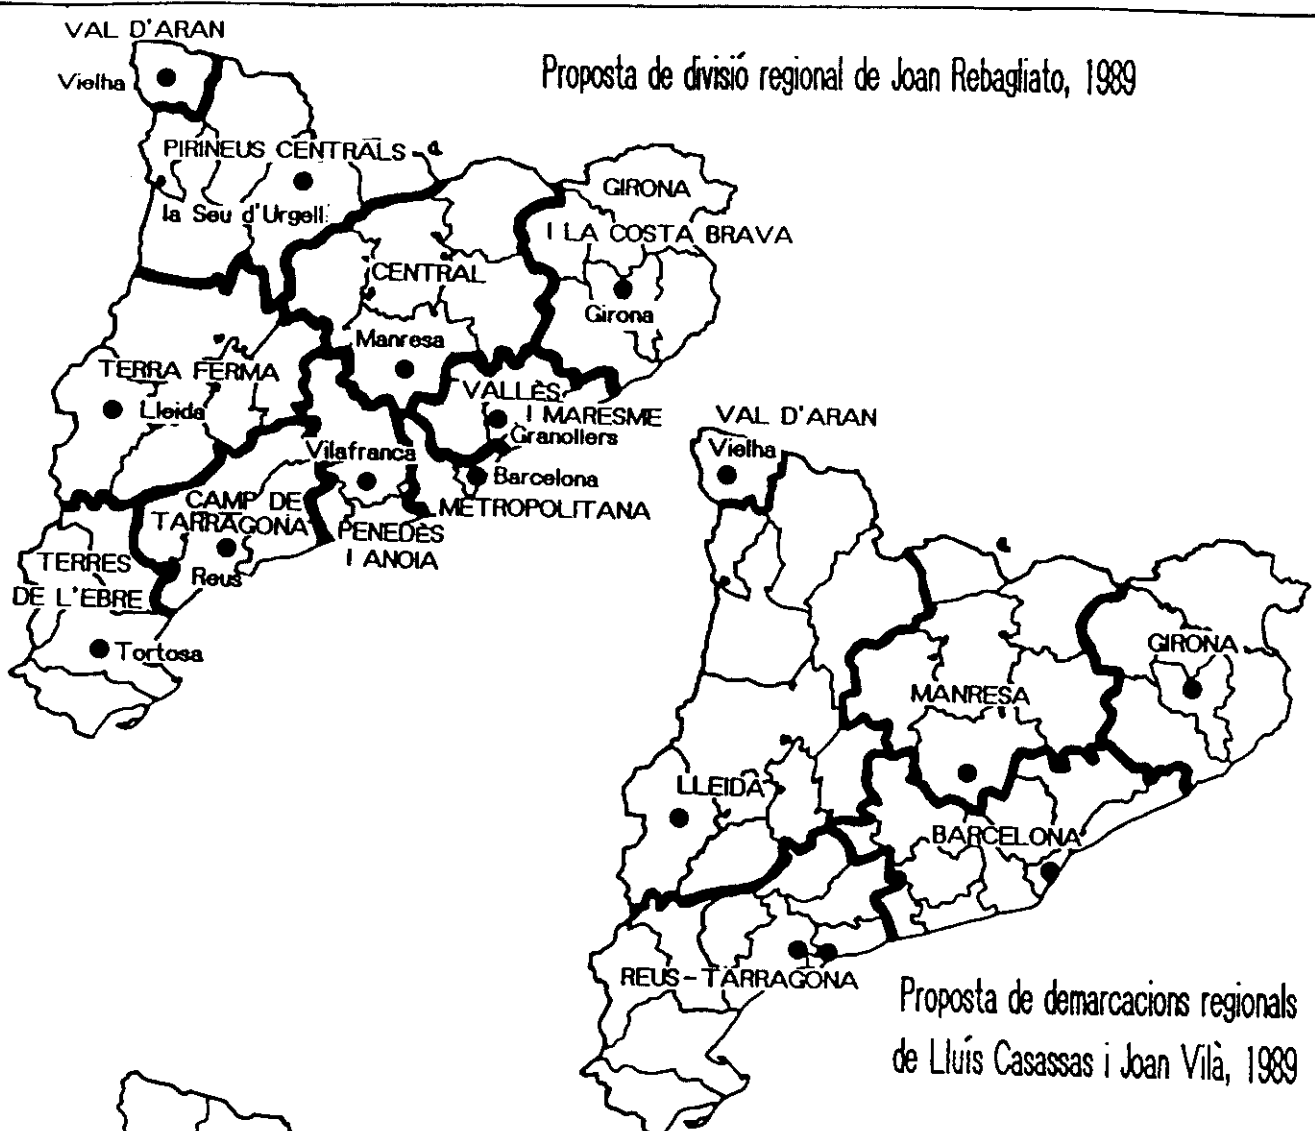 Proposta de divisió regional de Joan Rebagliato, 1989
VAL D'ARAN
Vielha
PIRINEUS CENTRALS
la Seu d'Urgell
GIRONA
I LA COSTA BRAVA
Girona
CENTRAL
Manresa
TERRA FERMA
Lleida
VALLÈS
I MARESME
Granollers
Vilafranca
Barcelona
METROPOLITANA
CAMP DE
TARRAGONA
Reus
PENEDÈS
I ANOIA
TERRES
DE L'EBRE
Tortosa
VAL D'ARAN
Vielha
GIRONA
MANRESA
LLEIDA
BARCELONA
REUS-TARRAGONA
Proposta de demarcacions regionals
de Lluís Casassas i Joan Vilà, 1989